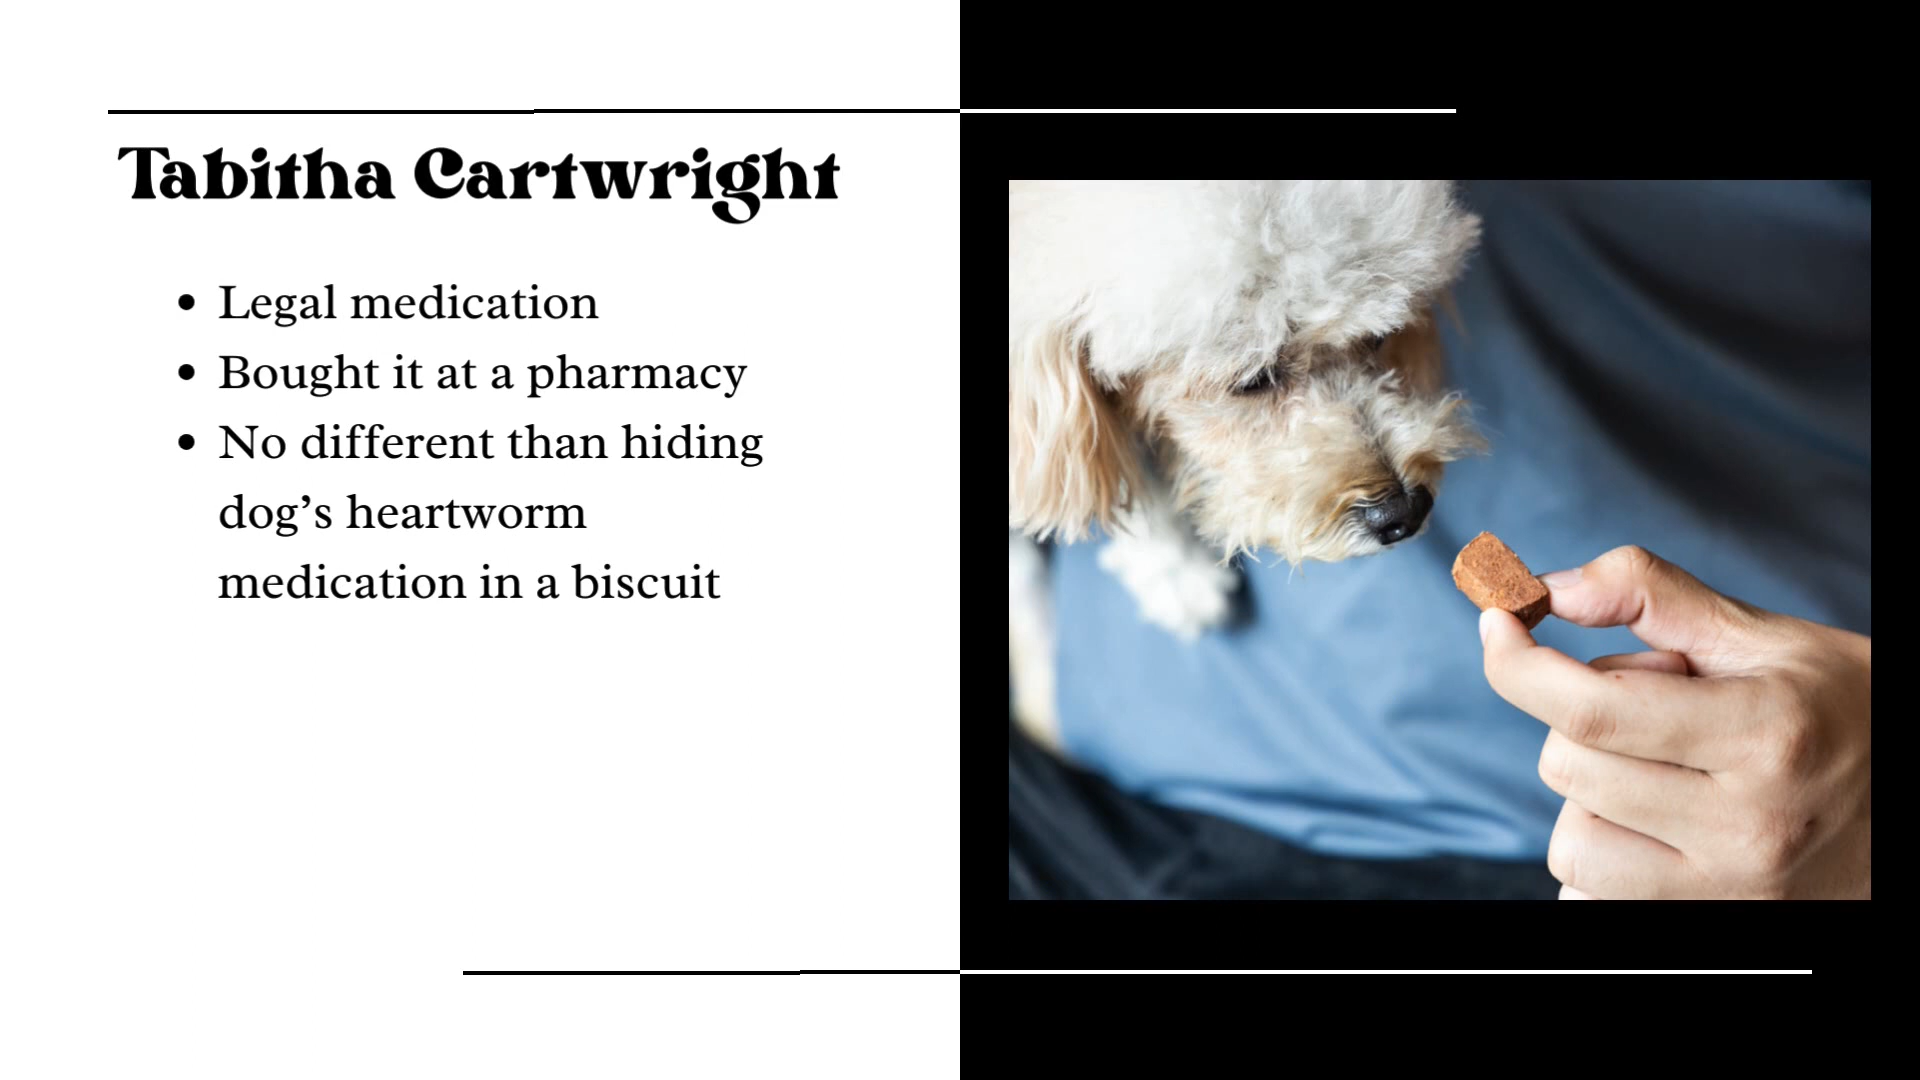 Tabitha Cartwright
• Legal medication
• Bought it at a pharmacy
• No different than hiding
dog’s heartworm
medication in a biscuit